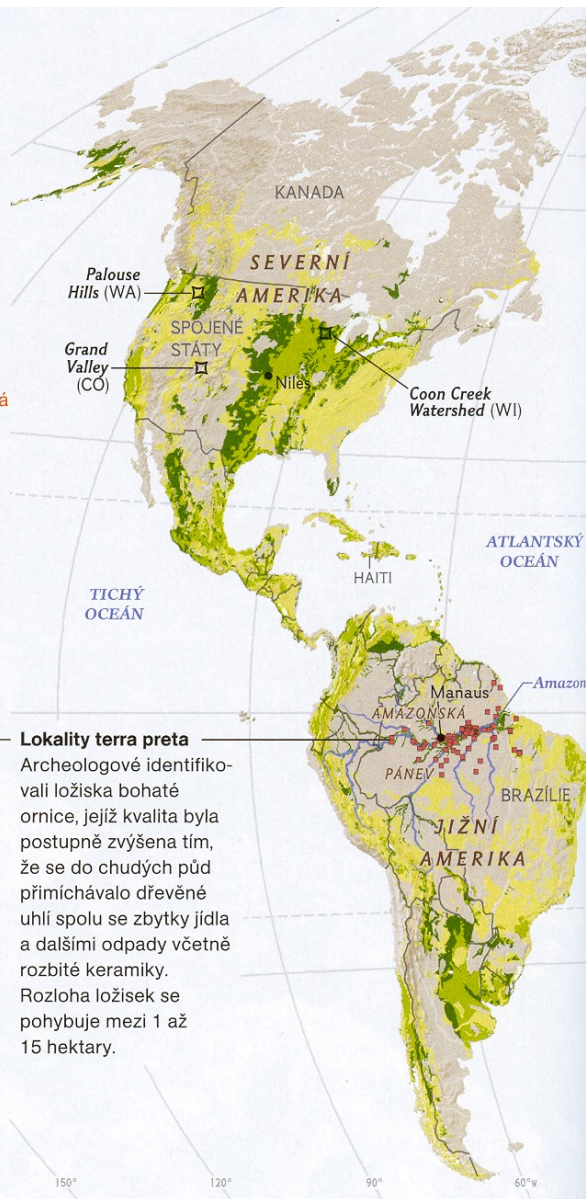 KANADA
SEVERNÍ
AMERIKA
Palouse
Hills (WA)
SPOJENÉ
STÁTY
Grand
Valley
(CO)
Niles
Coon Creek
Watershed (WI)
á
ATLANTSKÝ
OCEÁN
HAITI
TICHÝ
OCEÁN
Manaus
Amazon
AMAZONSKÁ
PÁNEV
BRAZÍLIE
JIŽNÍ
AMERIKA
Lokality terra preta
Archeologové identifiko-
vali ložiska bohaté
ornice, jejíž kvalita byla
postupně zvýšena tím,
že se do chudých půd
přimíchávalo dřevěné
uhlí spolu se zbytky jídla
a dalšími odpady včetně
rozbité keramiky.
Rozloha ložisek se
pohybuje mezi 1 až
15 hektary.
150° 120° 90° 60°W